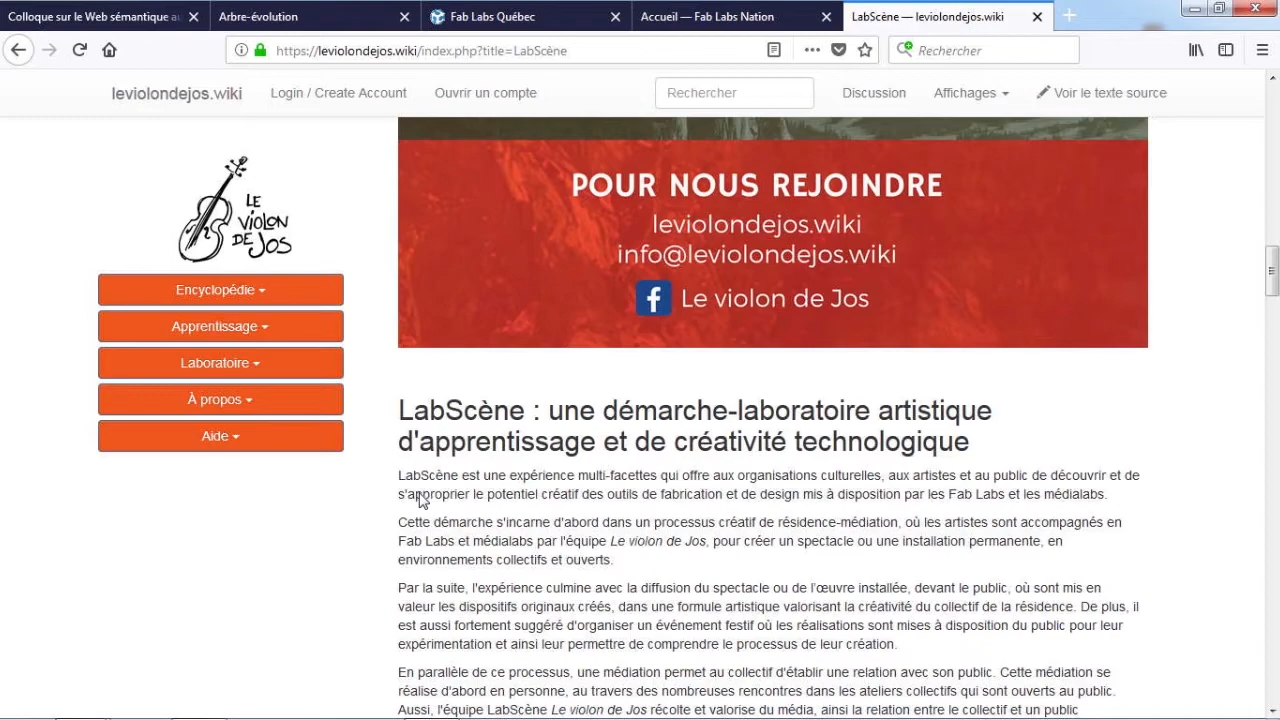 Colloque sur le Web sémantique au
Arbre-évolution
Fab Labs Québec
Accueil — Fab Labs Nation
LabScène — leviolondejos.wiki
https://leviolondejos.wiki/index.php?title=LabScène
Rechercher
leviolondejos.wiki
Login / Create Account
Ouvrir un compte
Rechercher
Discussion
Affichages
Voir le texte source
LE
VIOLON
DE JOS
Encyclopédie
Apprentissage
Laboratoire
À propos
Aide
POUR NOUS REJOINDRE
leviolondejos.wiki
info@leviolondejos.wiki
f Le violon de Jos
LabScène : une démarche-laboratoire artistique
d'apprentissage et de créativité technologique
LabScène est une expérience multi-facettes qui offre aux organisations culturelles, aux artistes et au public de découvrir et de
s'approprier le potentiel créatif des outils de fabrication et de design mis à disposition par les Fab Labs et les médialabs.
Cette démarche s'incarne d'abord dans un processus créatif de résidence-médiation, où les artistes sont accompagnés en
Fab Labs et médialabs par l'équipe Le violon de Jos, pour créer un spectacle ou une installation permanente, en
environnements collectifs et ouverts.
Par la suite, l'expérience culmine avec la diffusion du spectacle ou de l'œuvre installée, devant le public, où sont mis en
valeur les dispositifs originaux créés, dans une formule artistique valorisant la créativité du collectif de la résidence. De plus, il
est aussi fortement suggéré d'organiser un événement festif où les réalisations sont mises à disposition du public pour leur
expérimentation et ainsi leur permettre de comprendre le processus de leur création.
En parallèle de ce processus, une médiation permet au collectif d'établir une relation avec son public. Cette médiation se
réalise d'abord en personne, au travers des nombreuses rencontres dans les ateliers collectifs qui sont ouverts au public.
Aussi, l'équipe LabScène Le violon de Jos récolte et valorise du média, ainsi la relation entre le collectif et un public